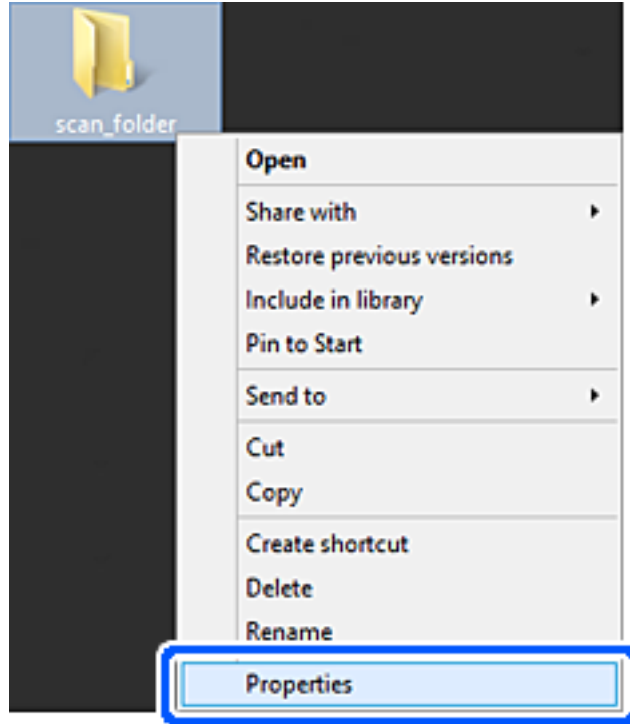 scan_folder
Open
Share with
Restore previous versions
Include in library
Pin to Start
Send to
Cut
Copy
Create shortcut
Delete
Rename
Properties